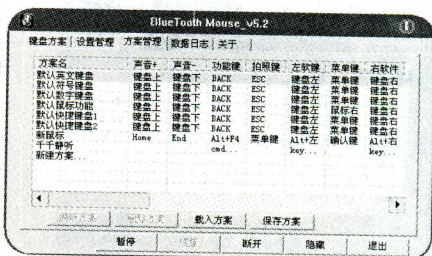 BlueTooth Mouse_v5.2
键盘方案 设置管理 方案管理 数据日志 关于
方案名 声音+ 声音- 功能键 拍照键 左软键 菜单键 右软件
默认英文键盘 键盘上 键盘下 BACK ESC 键盘左 菜单键 键盘右
默认符号键盘 键盘上 键盘下 BACK ESC 键盘左 菜单键 键盘右
默认数字键盘 键盘上 键盘下 BACK ESC 键盘左 菜单键 键盘右
默认鼠标功能 键盘上 键盘下 BACK ESC 鼠标右 菜单键 键盘右
默认快捷键盘1 键盘上 键盘下 BACK ESC 键盘左 菜单键 键盘右
默认快捷键盘2 键盘上 键盘下 BACK ESC 键盘左 菜单键 键盘右
新鼠标 Home End Alt+F4 菜单键 Alt+左 确认键 Alt+右
千千静听 cmd... key... key...
新建方案...
载入方案 保存方案
暂停 断开 隐藏 退出